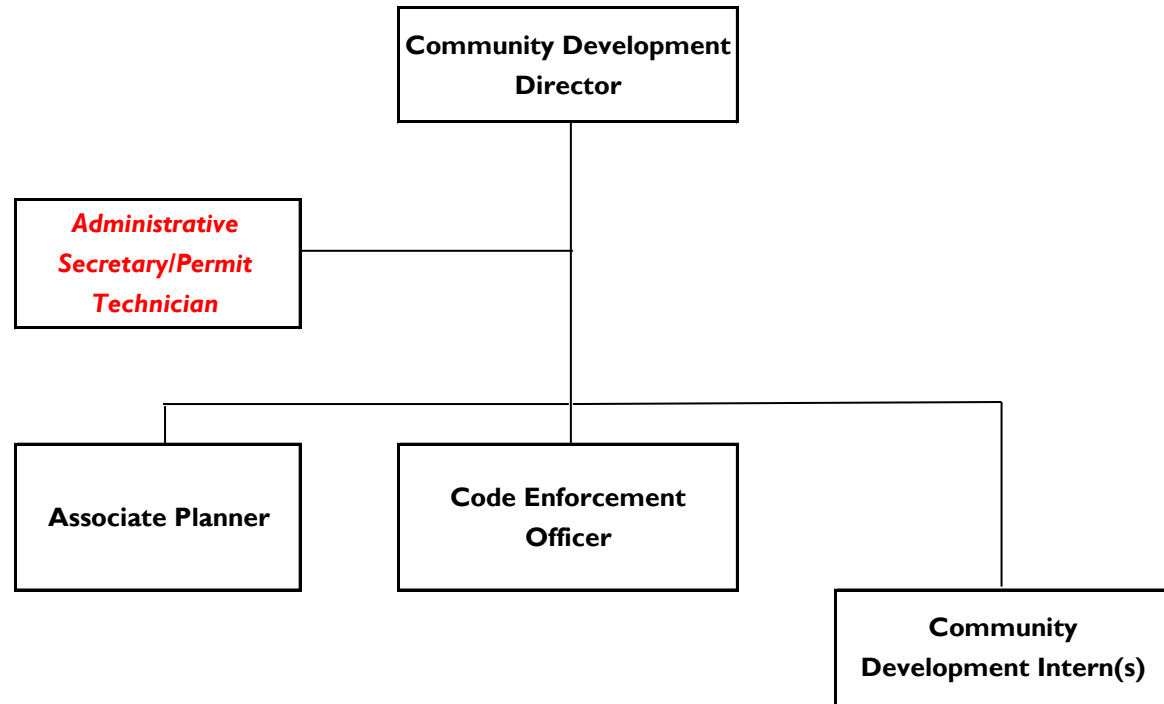 Community Development
Director
Administrative
Secretary/Permit
Technician
Associate Planner
Code Enforcement
Officer
Community
Development Intern(s)